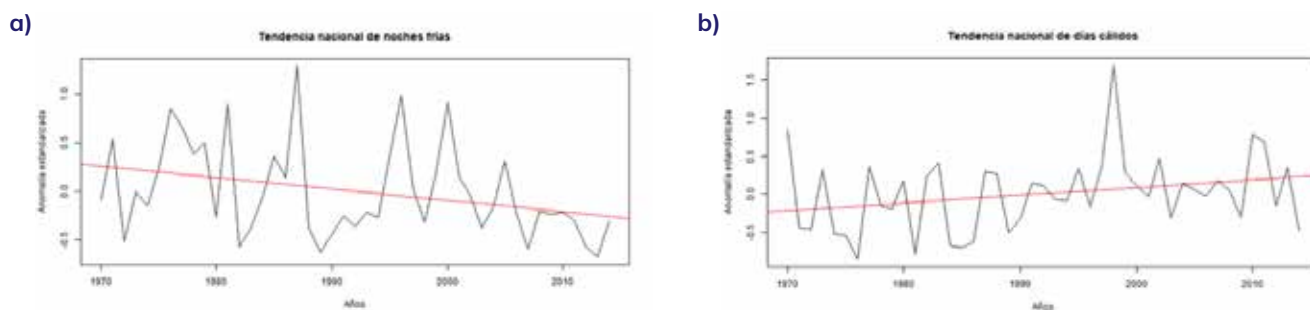 a)
Tendencia nacional de noches frías
Anomalía estandarizada
1.0
0.5
0.0
-0.5
1970
1980
1990
2000
2010
Años
b)
Tendencia nacional de días cálidos
Anomalía estandarizada
1.5
1.0
0.5
0.0
-0.5
1970
1980
1990
2000
2010
Años